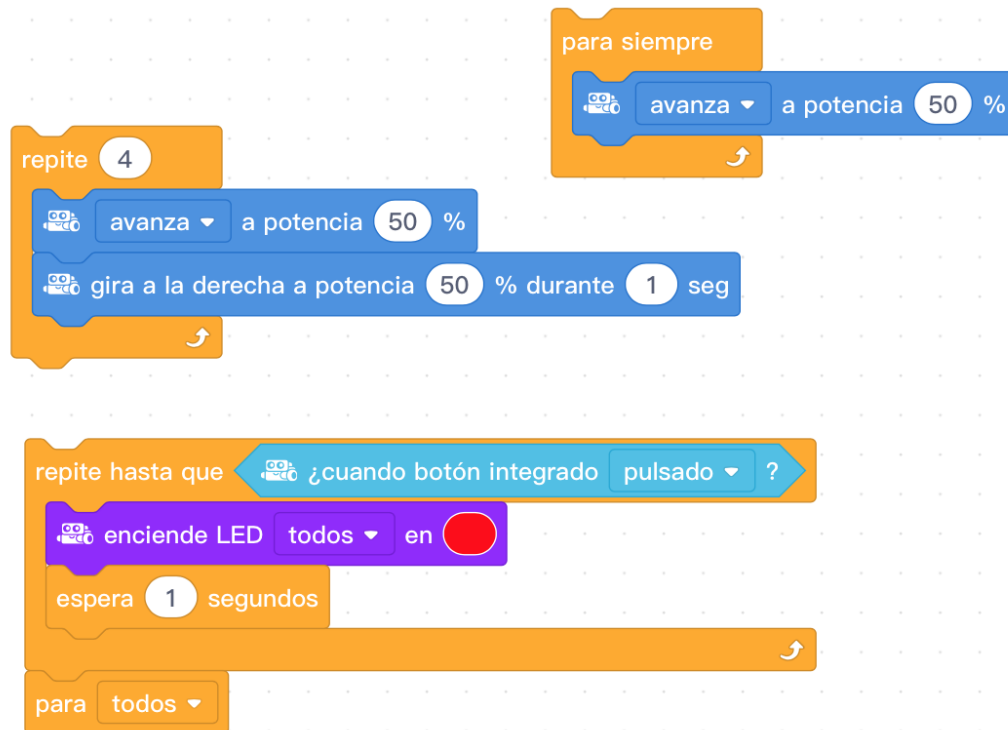 para siempre
avanza a potencia 50 %
repite 4
avanza a potencia 50 %
gira a la derecha a potencia 50 % durante 1 seg
repite hasta que ¿cuando botón integrado pulsado ?
enciende LED todos en
espera 1 segundos
para todos